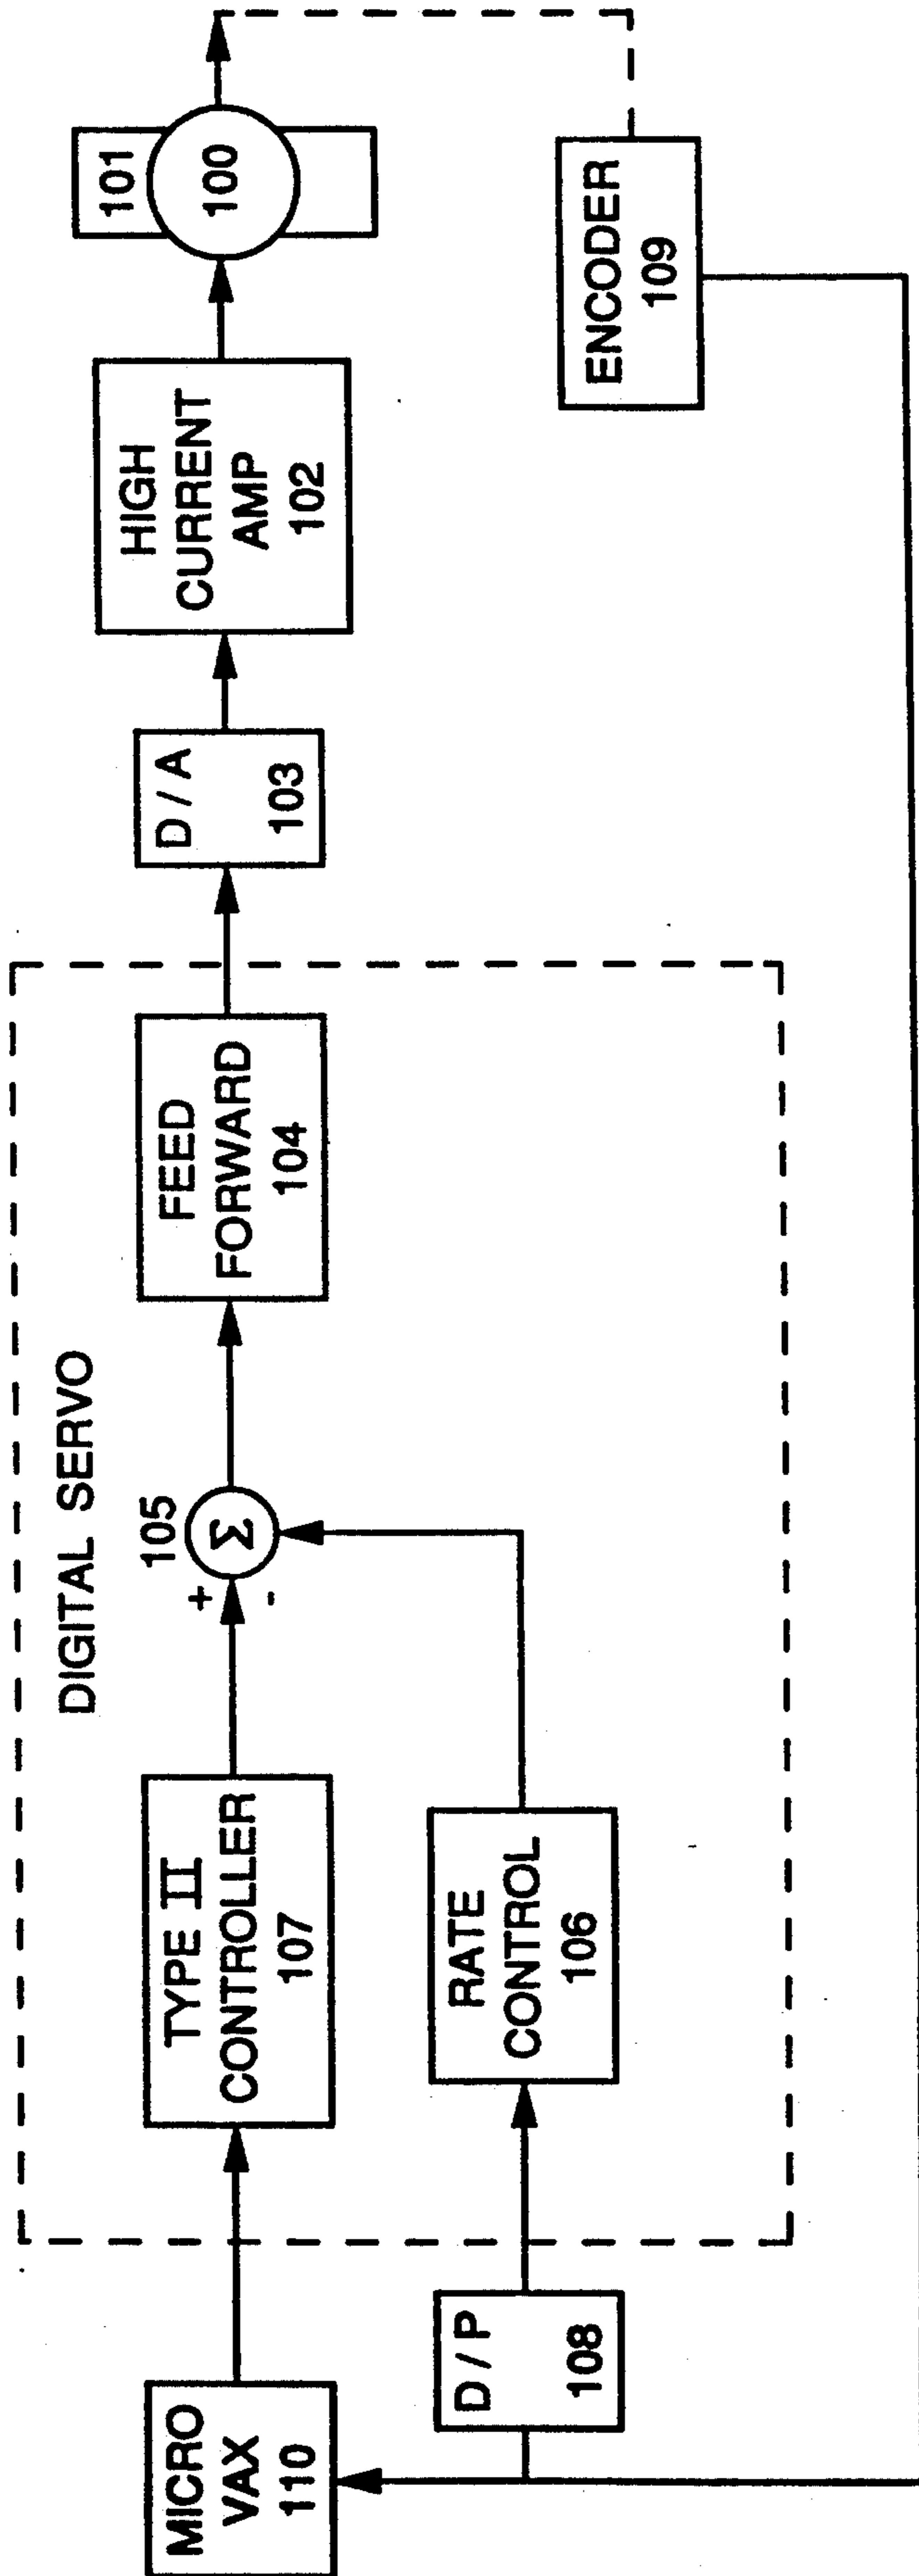 DIGITAL SERVO
MICRO
VAX
110
TYPE II
CONTROLLER
107
+
-
105
Σ
FEED
FORWARD
104
D / A
103
HIGH
CURRENT
AMP
102
101
100
D / P
108
RATE
CONTROL
106
ENCODER
109